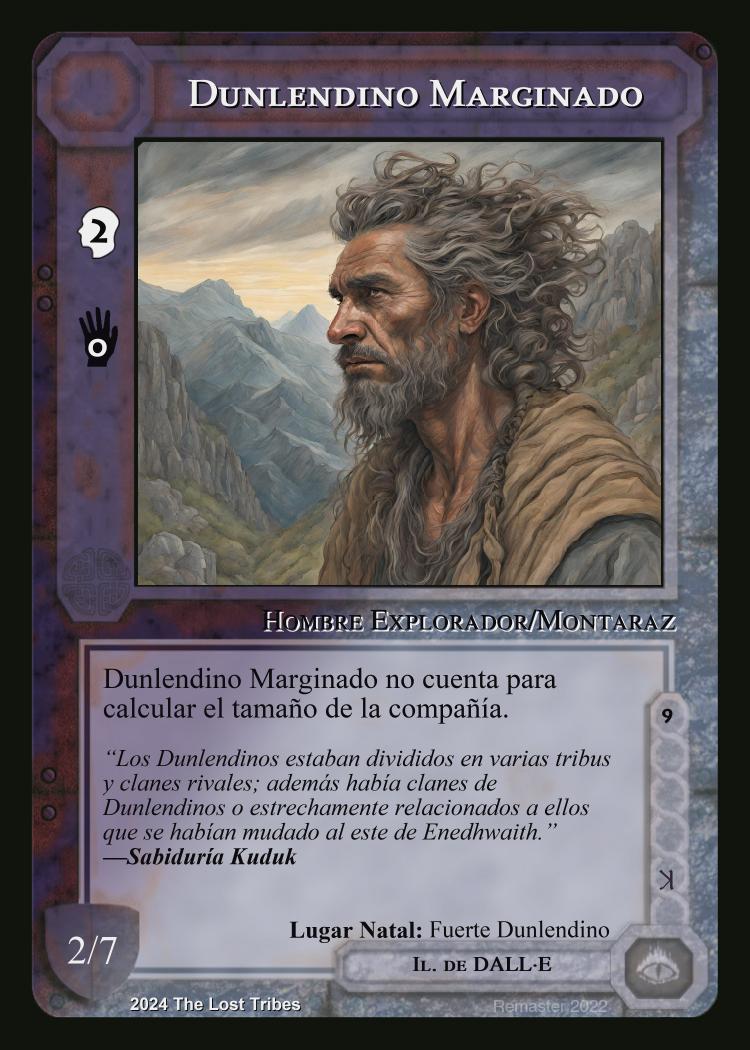 Dunlendino Marginado
2
0
Hombre Explorador/Montaraz
Dunlendino Marginado no cuenta para
calcular el tamaño de la compañía.
9
“Los Dunlendinos estaban divididos en varias tribus
y clanes rivales; además había clanes de
Dunlendinos o estrechamente relacionados a ellos
que se habían mudado al este de Enedhwaith.”
—Sabiduría Kuduk
Lugar Natal: Fuerte Dunlendino
2/7
Il. de DALL·E
2024 The Lost Tribes
Remaster 2022